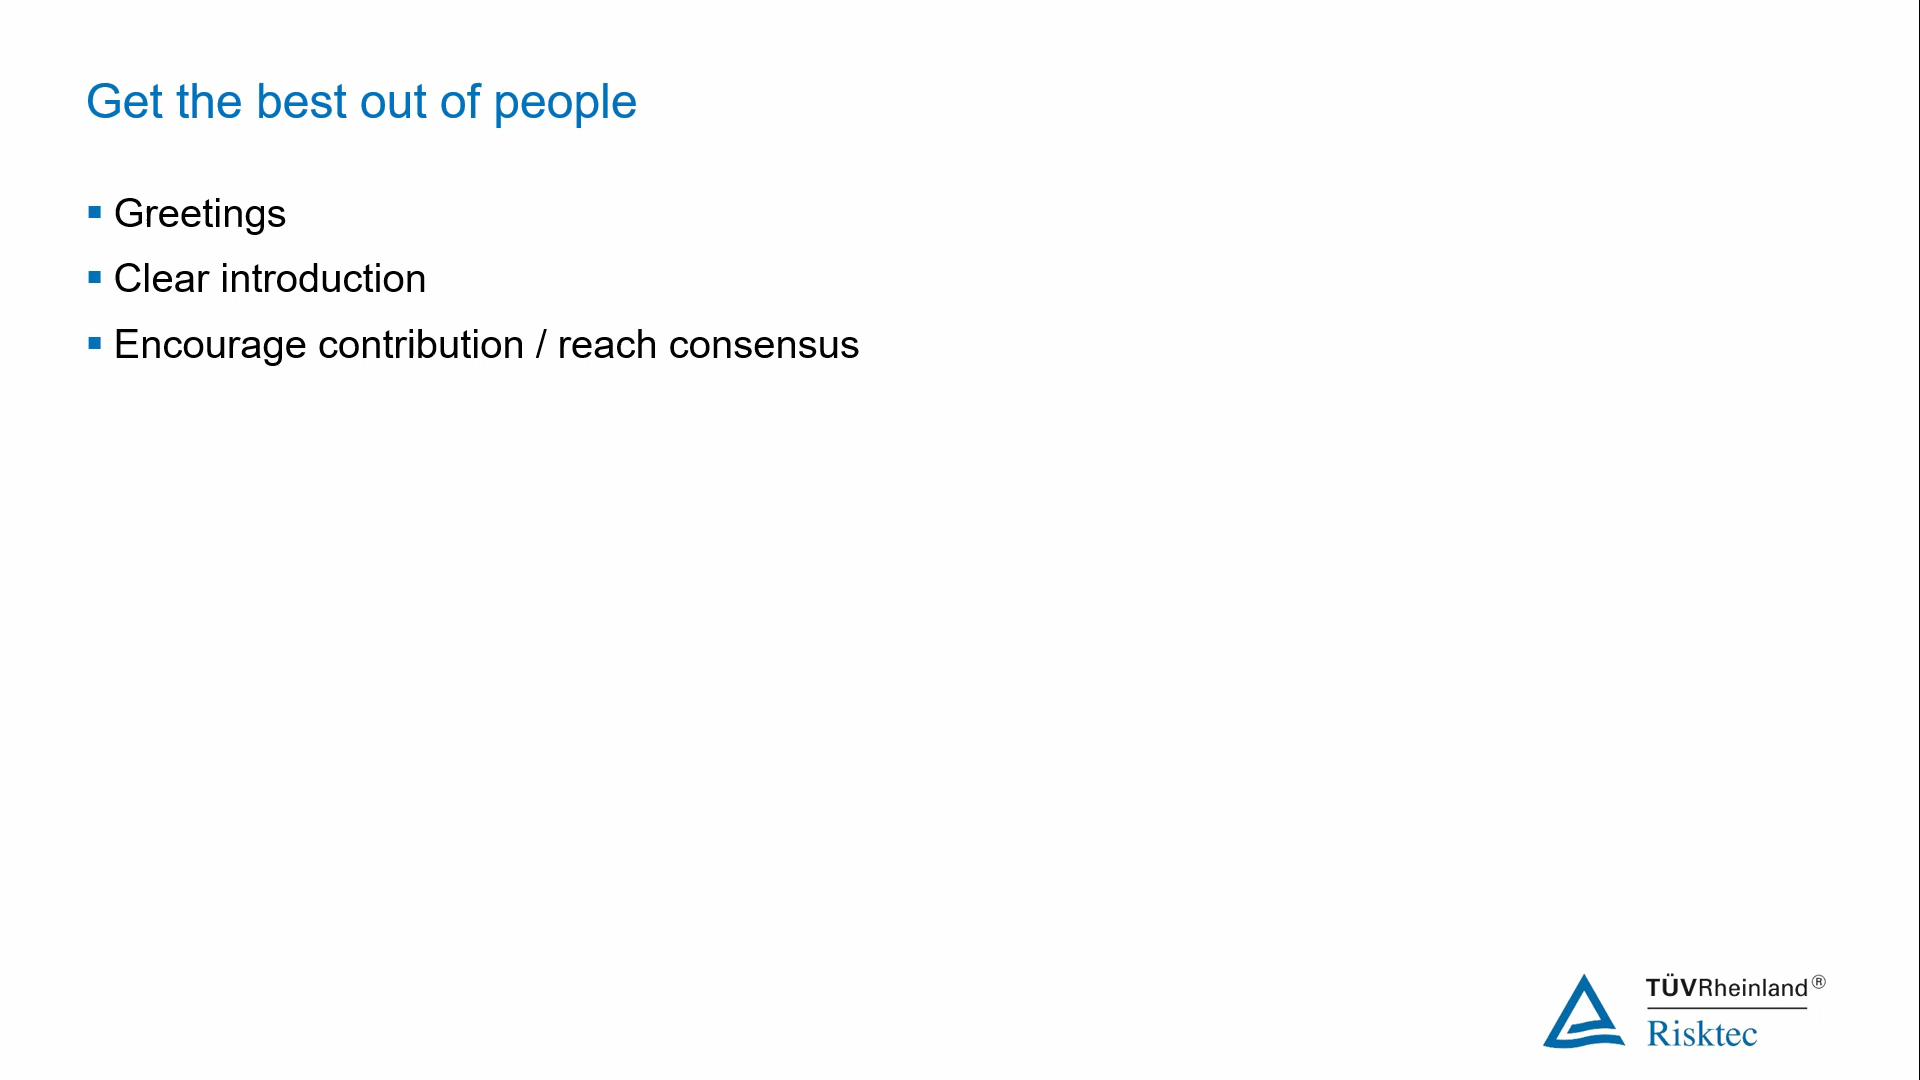 Get the best out of people
▪ Greetings
▪ Clear introduction
▪ Encourage contribution / reach consensus
TÜVRheinland®
Risktec